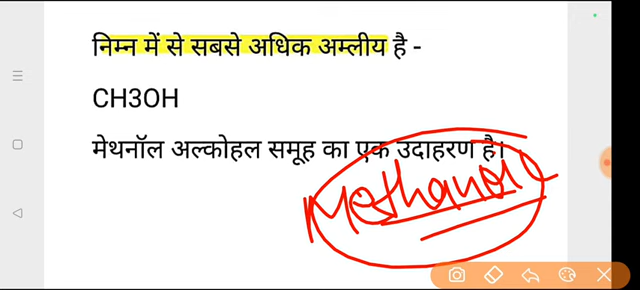 निम्न में से सबसे अधिक अम्लीय है -
CH3OH
मेथनॉल अल्कोहल समूह का एक उदाहरण है।
Methanol